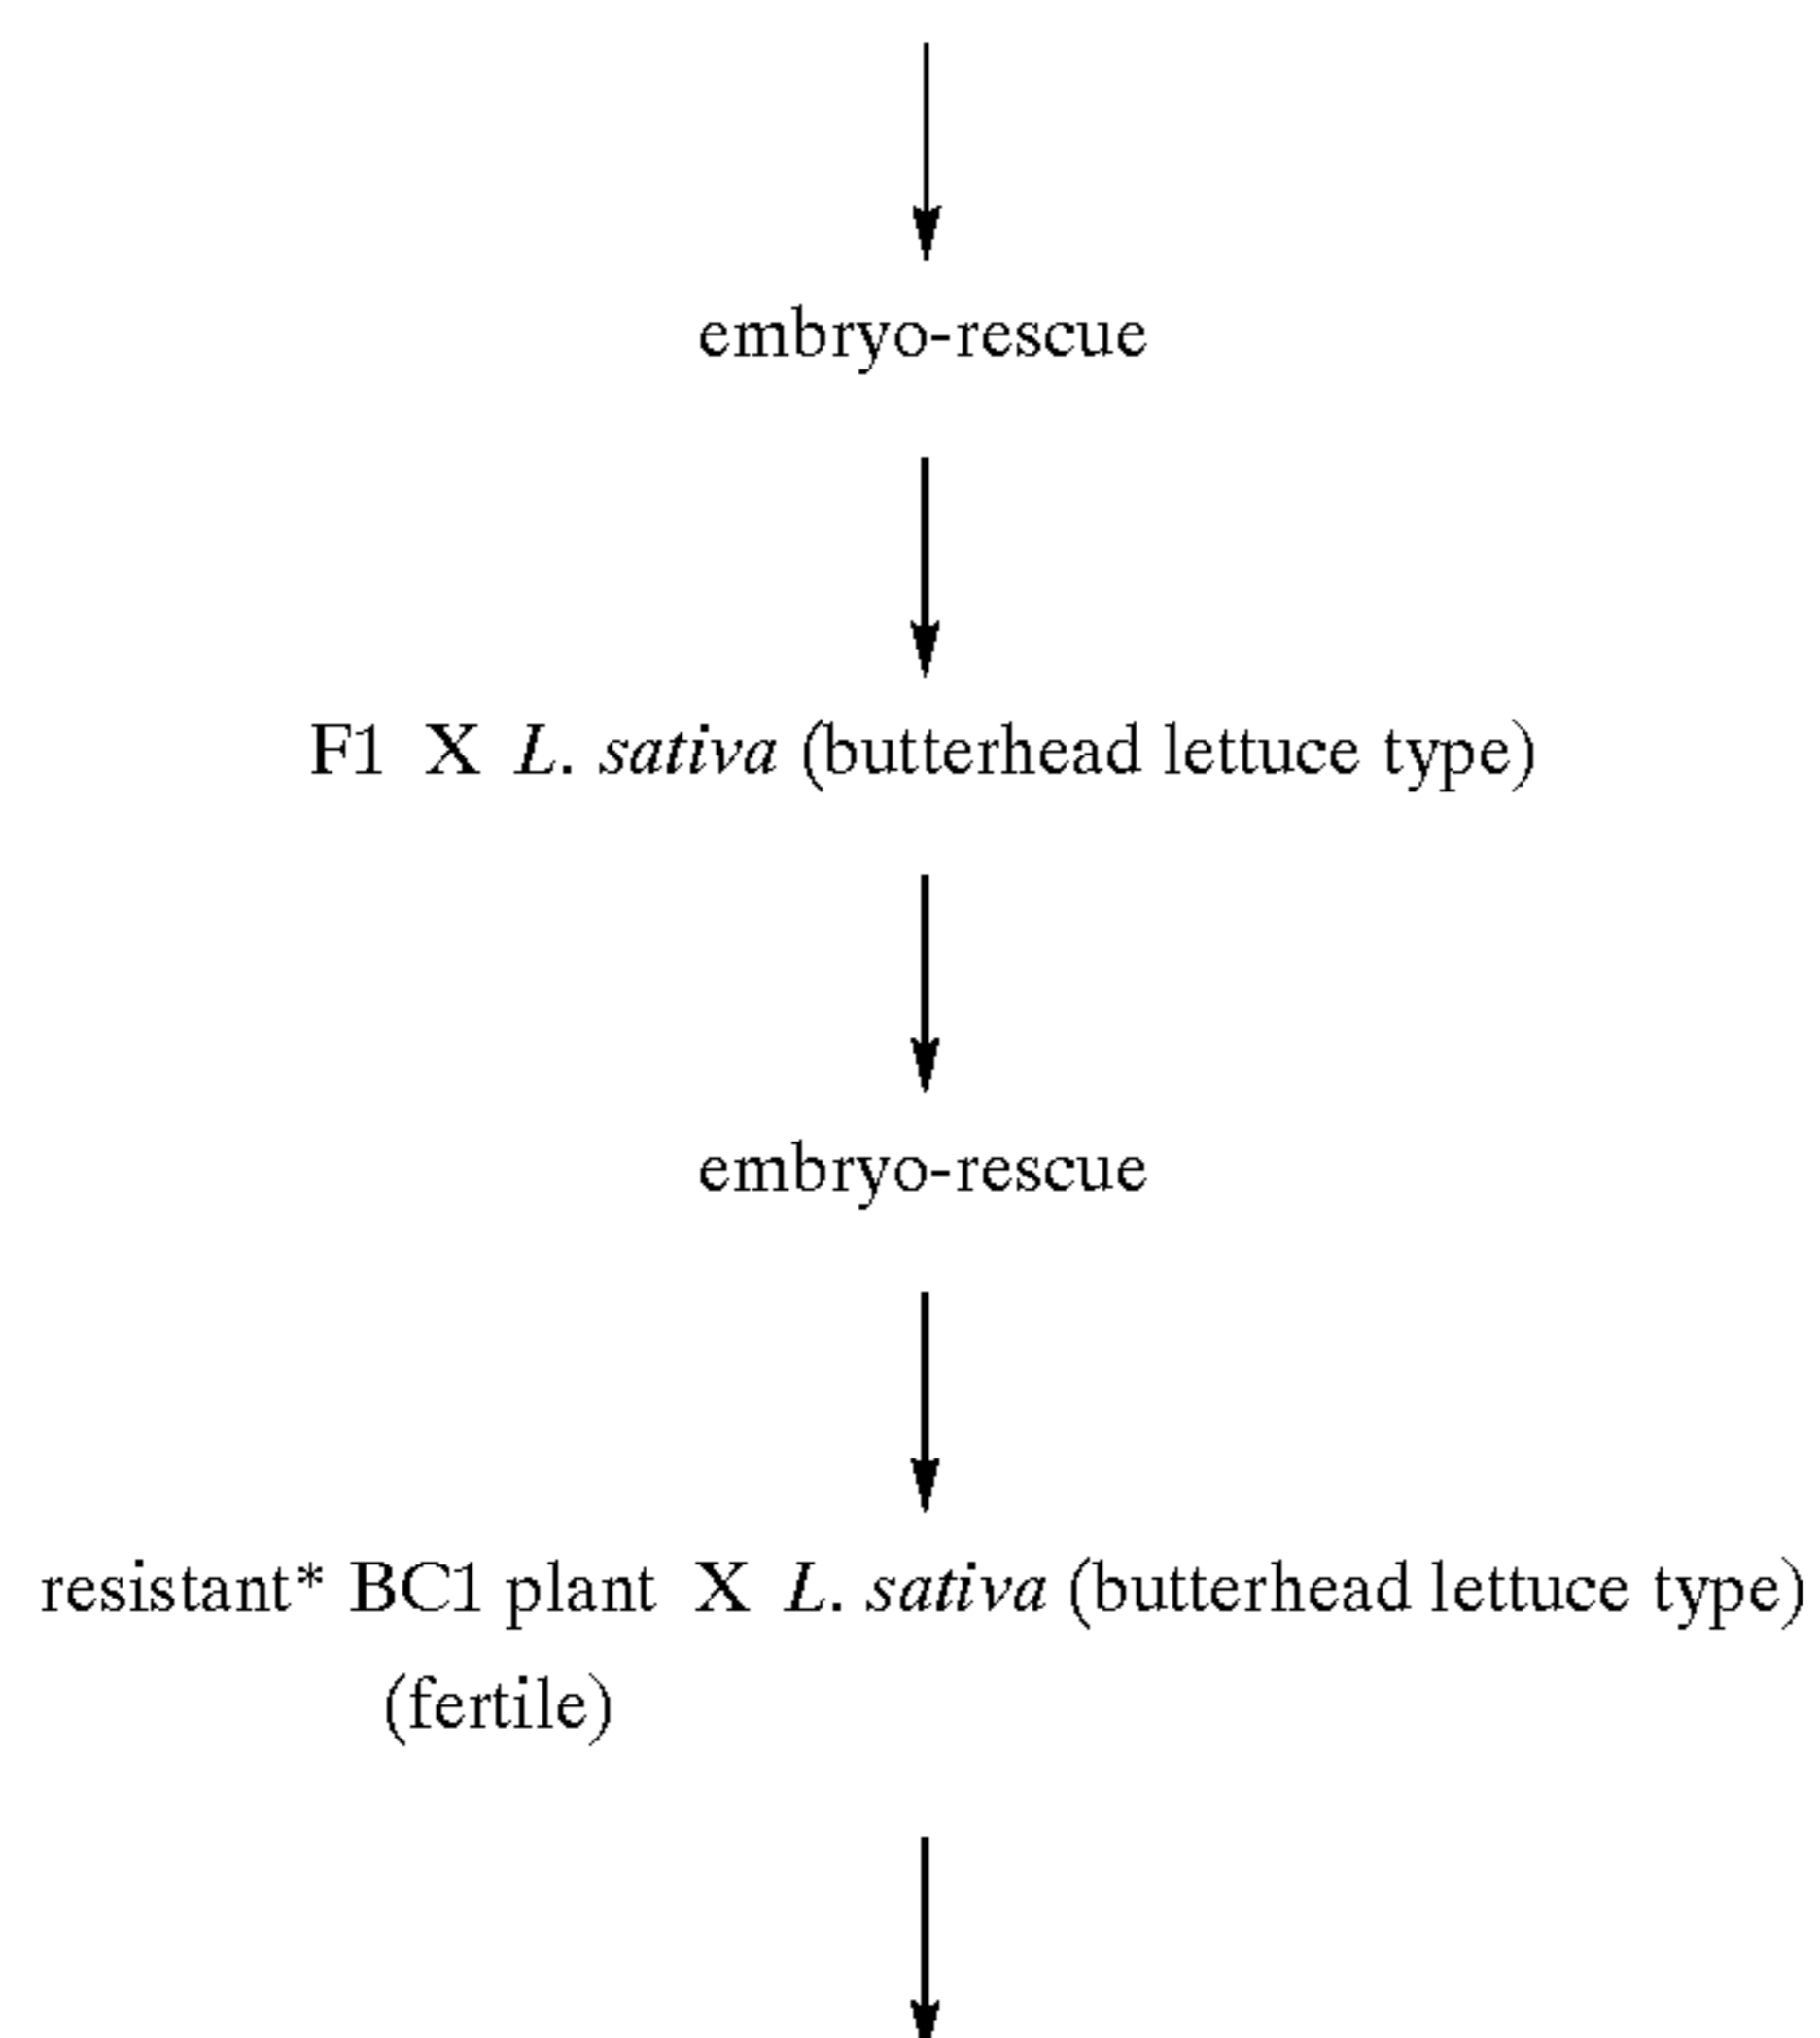 embryo-rescue
F1 X L. sativa (butterhead lettuce type)
embryo-rescue
resistant* BC1 plant X L. sativa (butterhead lettuce type)
(fertile)